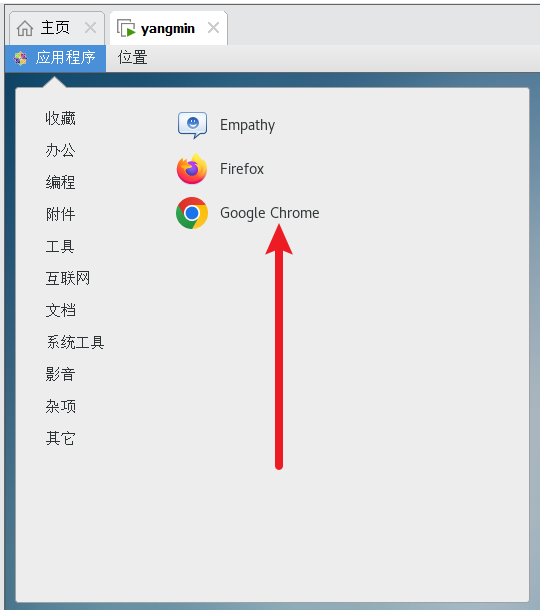 主页
yangmin
应用程序
位置
收藏
办公
编程
附件
工具
互联网
文档
系统工具
影音
杂项
其它
Empathy
Firefox
Google Chrome